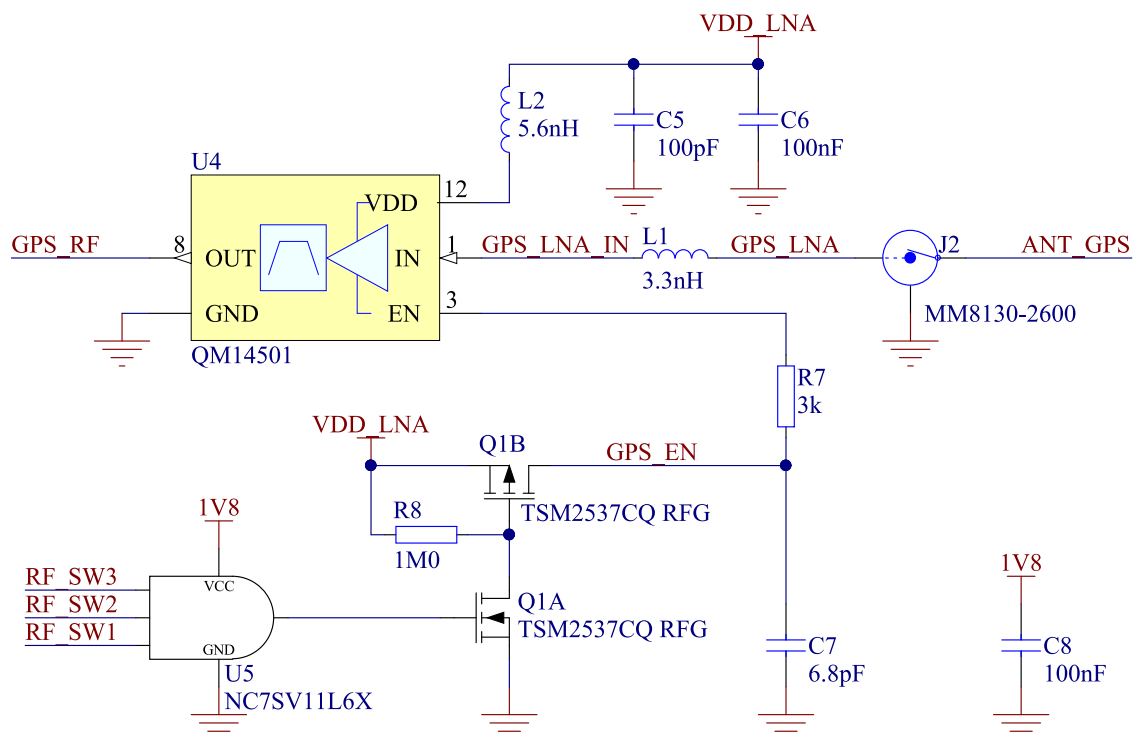 VDD_LNA
L2
5.6nH
C5
100pF
C6
100nF
U4
12
VDD
GPS_RF
8
OUT
IN
1
GPS_LNA_IN
L1
3.3nH
GPS_LNA
J2
ANT_GPS
GND
EN
3
MM8130-2600
QM14501
R7
3k
VDD_LNA
Q1B
GPS_EN
TSM2537CQ RFG
R8
1M0
1V8
VCC
RF_SW3
RF_SW2
RF_SW1
GND
U5
NC7SV11L6X
Q1A
TSM2537CQ RFG
C7
6.8pF
1V8
C8
100nF